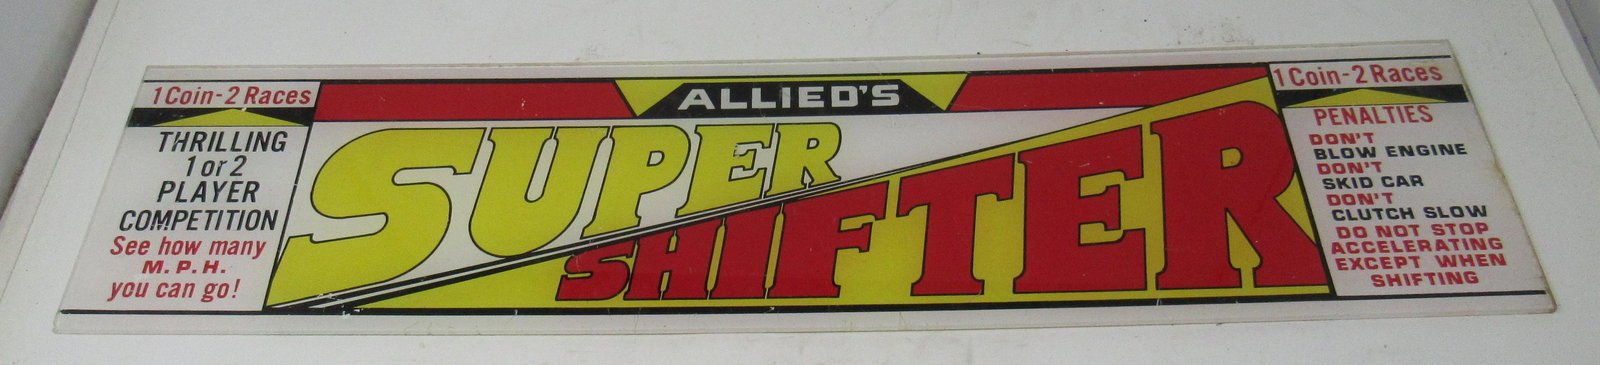 1 Coin - 2 Races
THRILLING
1 or 2
PLAYER
COMPETITION
See how many
M. P. H.
you can go!
ALLIED'S
SUPER
SHIFTER
1 Coin - 2 Races
PENALTIES
DON'T
BLOW ENGINE
DON'T
SKID CAR
DON'T
CLUTCH SLOW
DO NOT STOP
ACCELERATING
EXCEPT WHEN
SHIFTING